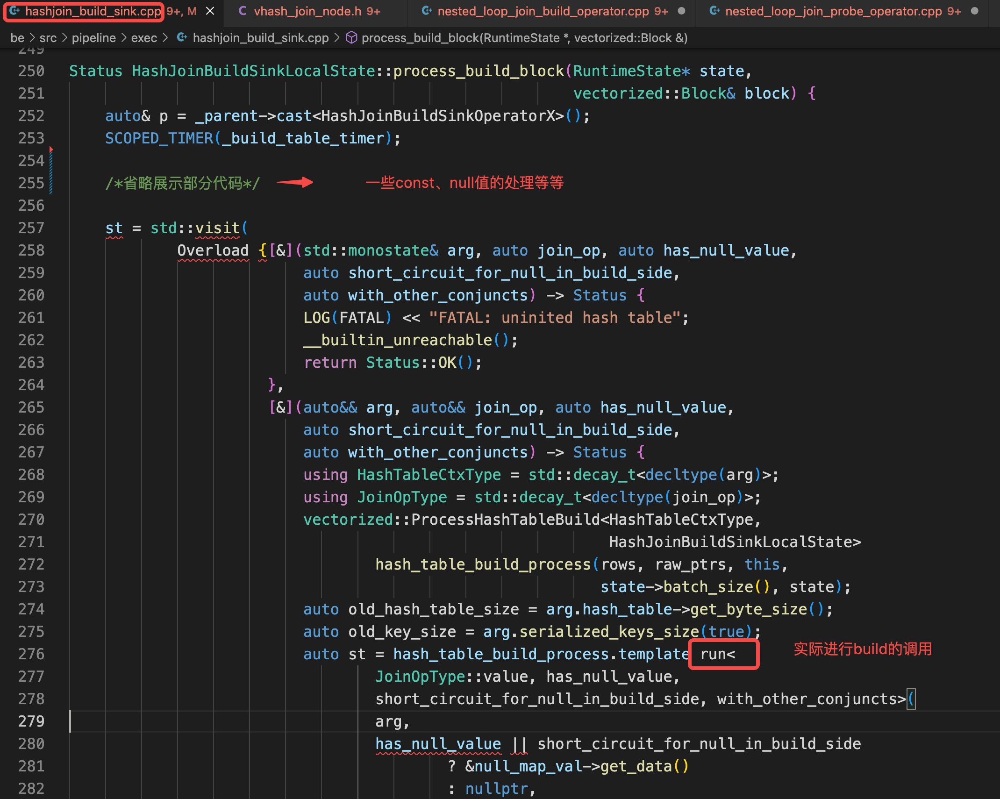 hashjoin_build_sink.cpp 9+, M
vhash_join_node.h 9+
nested_loop_join_build_operator.cpp 9+
nested_loop_join_probe_operator.cpp 9+
be > src > pipeline > exec > hashjoin_build_sink.cpp > process_build_block(RuntimeState *, vectorized::Block &)
249
250 Status HashJoinBuildSinkLocalState::process_build_block(RuntimeState* state,
251 vectorized::Block& block) {
252 auto& p = _parent->cast<HashJoinBuildSinkOperatorX>();
253 SCOPED_TIMER(_build_table_timer);
254
255 /*省略展示部分代码*/ 一些const、null值的处理等等
256
257 st = std::visit(
258 Overload {[&](std::monostate& arg, auto join_op, auto has_null_value,
259 auto short_circuit_for_null_in_build_side,
260 auto with_other_conjuncts) -> Status {
261 LOG(FATAL) << "FATAL: uninited hash table";
262 __builtin_unreachable();
263 return Status::OK();
264 },
265 [&](auto&& arg, auto&& join_op, auto has_null_value,
266 auto short_circuit_for_null_in_build_side,
267 auto with_other_conjuncts) -> Status {
268 using HashTableCtxType = std::decay_t<decltype(arg)>;
269 using JoinOpType = std::decay_t<decltype(join_op)>;
270 vectorized::ProcessHashTableBuild<HashTableCtxType,
271 HashJoinBuildSinkLocalState>
272 hash_table_build_process(rows, raw_ptrs, this,
273 state->batch_size(), state);
274 auto old_hash_table_size = arg.hash_table->get_byte_size();
275 auto old_key_size = arg.serialized_keys_size(true);
276 auto st = hash_table_build_process.template run< 实际进行build的调用
277 JoinOpType::value, has_null_value,
278 short_circuit_for_null_in_build_side, with_other_conjuncts>(
279 arg,
280 has_null_value || short_circuit_for_null_in_build_side
281 ? &null_map_val->get_data()
282 : nullptr,